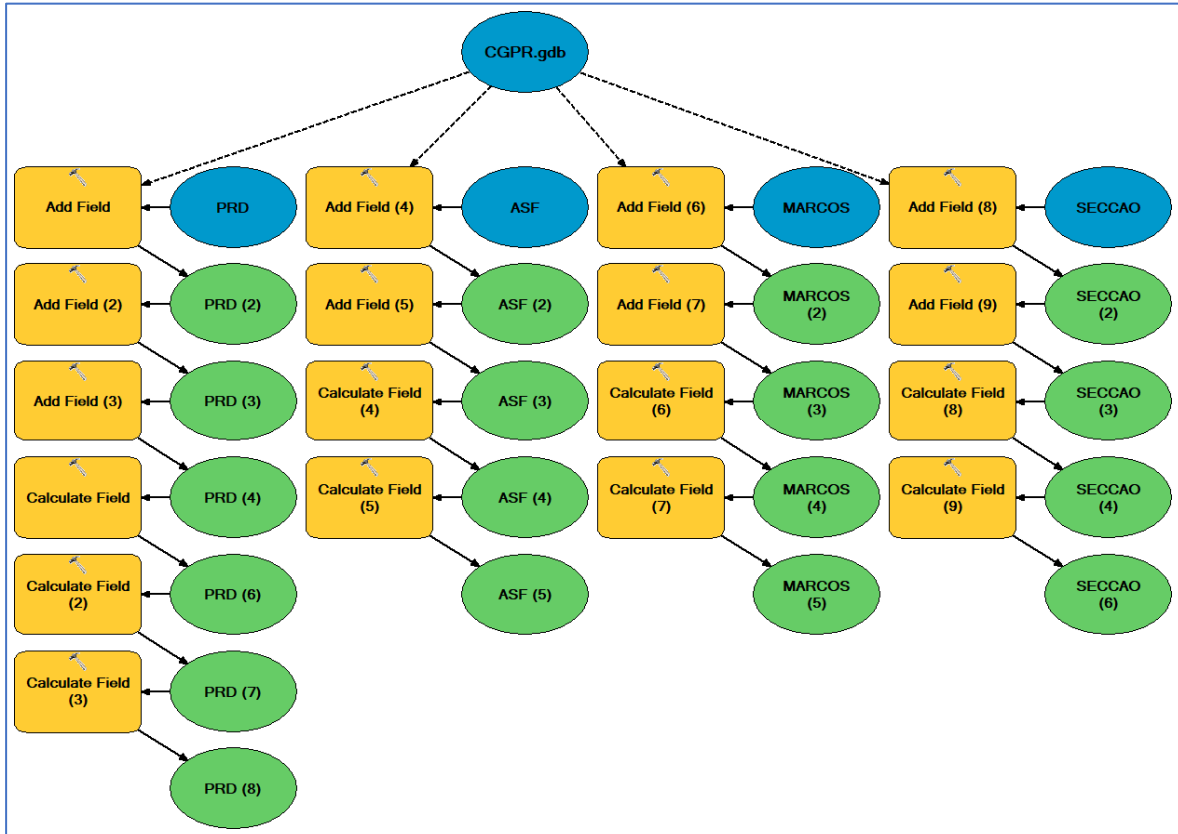 CGPR.gdb
Add Field
PRD
Add Field (4)
ASF
Add Field (6)
MARCOS
Add Field (8)
SECCAO
Add Field (2)
PRD (2)
Add Field (5)
ASF (2)
Add Field (7)
MARCOS
(2)
Add Field (9)
SECCAO
(2)
Add Field (3)
PRD (3)
Calculate Field
(4)
ASF (3)
Calculate Field
(6)
MARCOS
(3)
Calculate Field
(8)
SECCAO
(3)
Calculate Field
PRD (4)
Calculate Field
(5)
ASF (4)
Calculate Field
(7)
MARCOS
(4)
Calculate Field
(9)
SECCAO
(4)
Calculate Field
(2)
PRD (6)
ASF (5)
MARCOS
(5)
SECCAO
(6)
Calculate Field
(3)
PRD (7)
PRD (8)